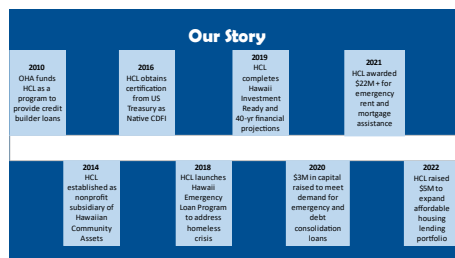 Our Story
2010
OHA funds
HCL as a
program to
provide credit
builder loans
2016
HCL obtains
certification
from US
Treasury as
Native CDFI
2019
HCL
completes
Hawaii
Investment
Ready and
40-yr financial
projections
2021
HCL awarded
$22M + for
emergency
rent and
mortgage
assistance
2014
HCL
established as
nonprofit
subsidiary of
Hawaiian
Community
Assets
2018
HCL launches
Hawaii
Emergency
Loan Program
to address
homeless
crisis
2020
$3M in capital
raised to meet
demand for
emergency and
debt
consolidation
loans
2022
HCL raised
$5M to
expand
affordable
housing
lending
portfolio